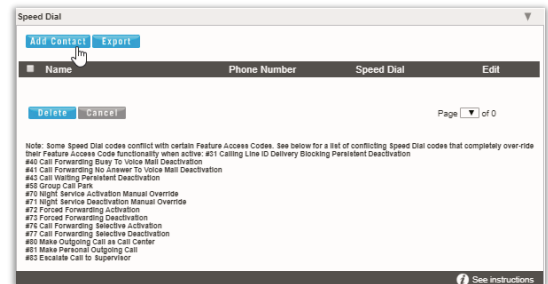 Speed Dial
Add Contact Export
Name Phone Number Speed Dial Edit
Delete Cancel Page of 0
Note: Some Speed Dial codes conflict with certain Feature Access Codes. See below for a list of conflicting Speed Dial codes that completely over-ride
their Feature Access Code functionality when active: #31 Calling Line ID Delivery Blocking Persistent Deactivation
#40 Call Forwarding Busy To Voice Mail Deactivation
#41 Call Forwarding No Answer To Voice Mail Deactivation
#43 Call Waiting Persistent Deactivation
#58 Group Call Park
#70 Night Service Activation Manual Override
#71 Night Service Deactivation Manual Override
#72 Forced Forwarding Activation
#73 Forced Forwarding Deactivation
#76 Call Forwarding Selective Activation
#77 Call Forwarding Selective Deactivation
#80 Make Outgoing Call as Call Center
#81 Make Personal Outgoing Call
#83 Escalate Call to Supervisor
See instructions